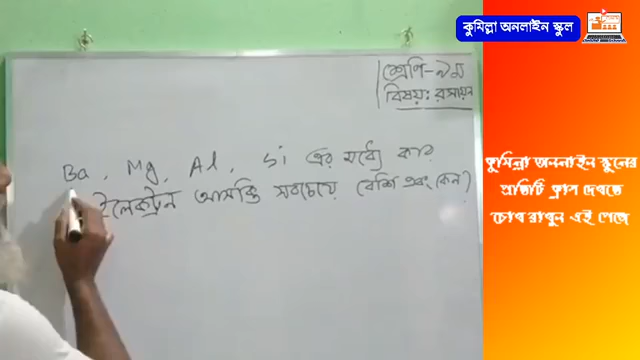 কুমিল্লা অনলাইন স্কুল
শ্রেণি-৯ম
বিষয়: রসায়ন
Ba, Mg, Al, Si এর মধ্যে কার
ইলেকট্রন আসক্তি সবচেয়ে বেশি এবং কেন?
কুমিল্লা অনলাইন স্কুলের
প্রতিটি ক্লাস দেখতে
চোখ রাখুন এই পেজে